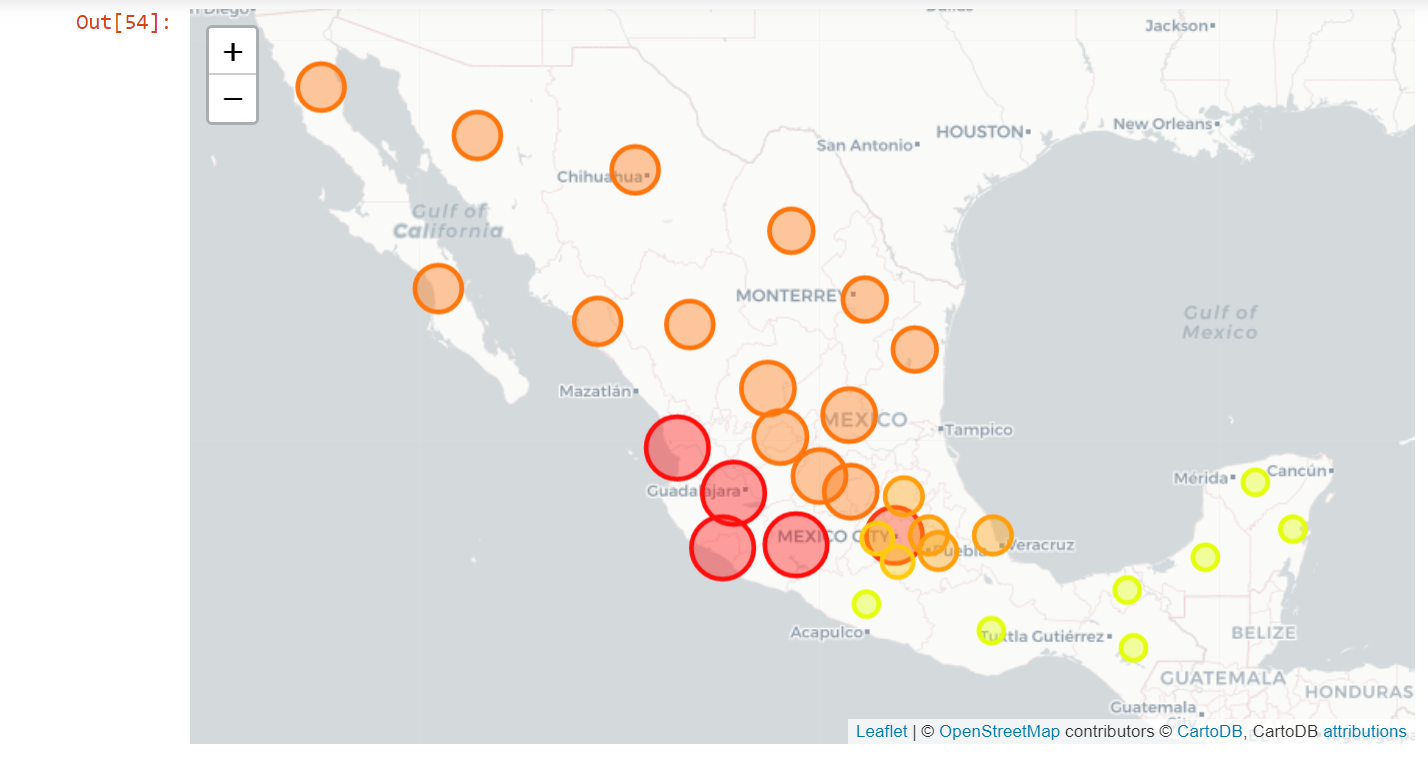 Out[54]:
n Diego
Dallas
Jackson
+
−
HOUSTON
New Orleans
San Antonio
Chihuahua
Gulf of
California
MONTERREY
Gulf of
Mexico
Mazatlán
MEXICO
Tampico
Mérida
Cancún
Guadalajara
MEXICO CITY
Puebla
Veracruz
Acapulco
Tuxtla Gutiérrez
BELIZE
GUATEMALA
HONDURAS
Guatemala
City
Leaflet | © OpenStreetMap contributors © CartoDB, CartoDB attributions